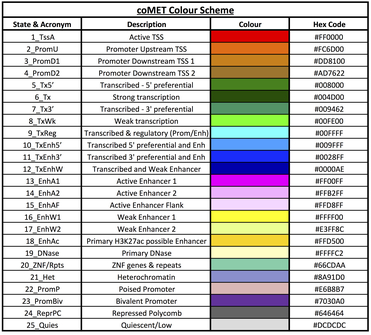 coMET Colour Scheme
State & Acronym Description Colour Hex Code
1_TssA Active TSS #FF0000
2_PromU Promoter Upstream TSS #FC6D00
3_PromD1 Promoter Downstream TSS 1 #DD8100
4_PromD2 Promoter Downstream TSS 2 #AD7622
5_Tx5' Transcribed - 5' preferential #008000
6_Tx Strong transcription #004D00
7_Tx3' Transcribed - 3' preferential #009462
8_TxWk Weak transcription #00FE00
9_TxReg Transcribed & regulatory (Prom/Enh) #00FFFF
10_TxEnh5' Transcribed 5' preferential and Enh #009FFF
11_TxEnh3' Transcribed 3' preferential and Enh #0028FF
12_TxEnhW Transcribed and Weak Enhancer #0000AE
13_EnhA1 Active Enhancer 1 #FF00FF
14_EnhA2 Active Enhancer 2 #FFB2FF
15_EnhAF Active Enhancer Flank #FFD8FF
16_EnhW1 Weak Enhancer 1 #FFFF00
17_EnhW2 Weak Enhancer 2 #E3FF8C
18_EnhAc Primary H3K27ac possible Enhancer #FFD500
19_DNase Primary DNase #FFFFC2
20_ZNF/Rpts ZNF genes & repeats #66CDAA
21_Het Heterochromatin #8A91D0
22_PromP Poised Promoter #E6B8B7
23_PromBiv Bivalent Promoter #7030A0
24_ReprPC Repressed Polycomb #646464
25_Quies Quiescent/Low #DCDCDC